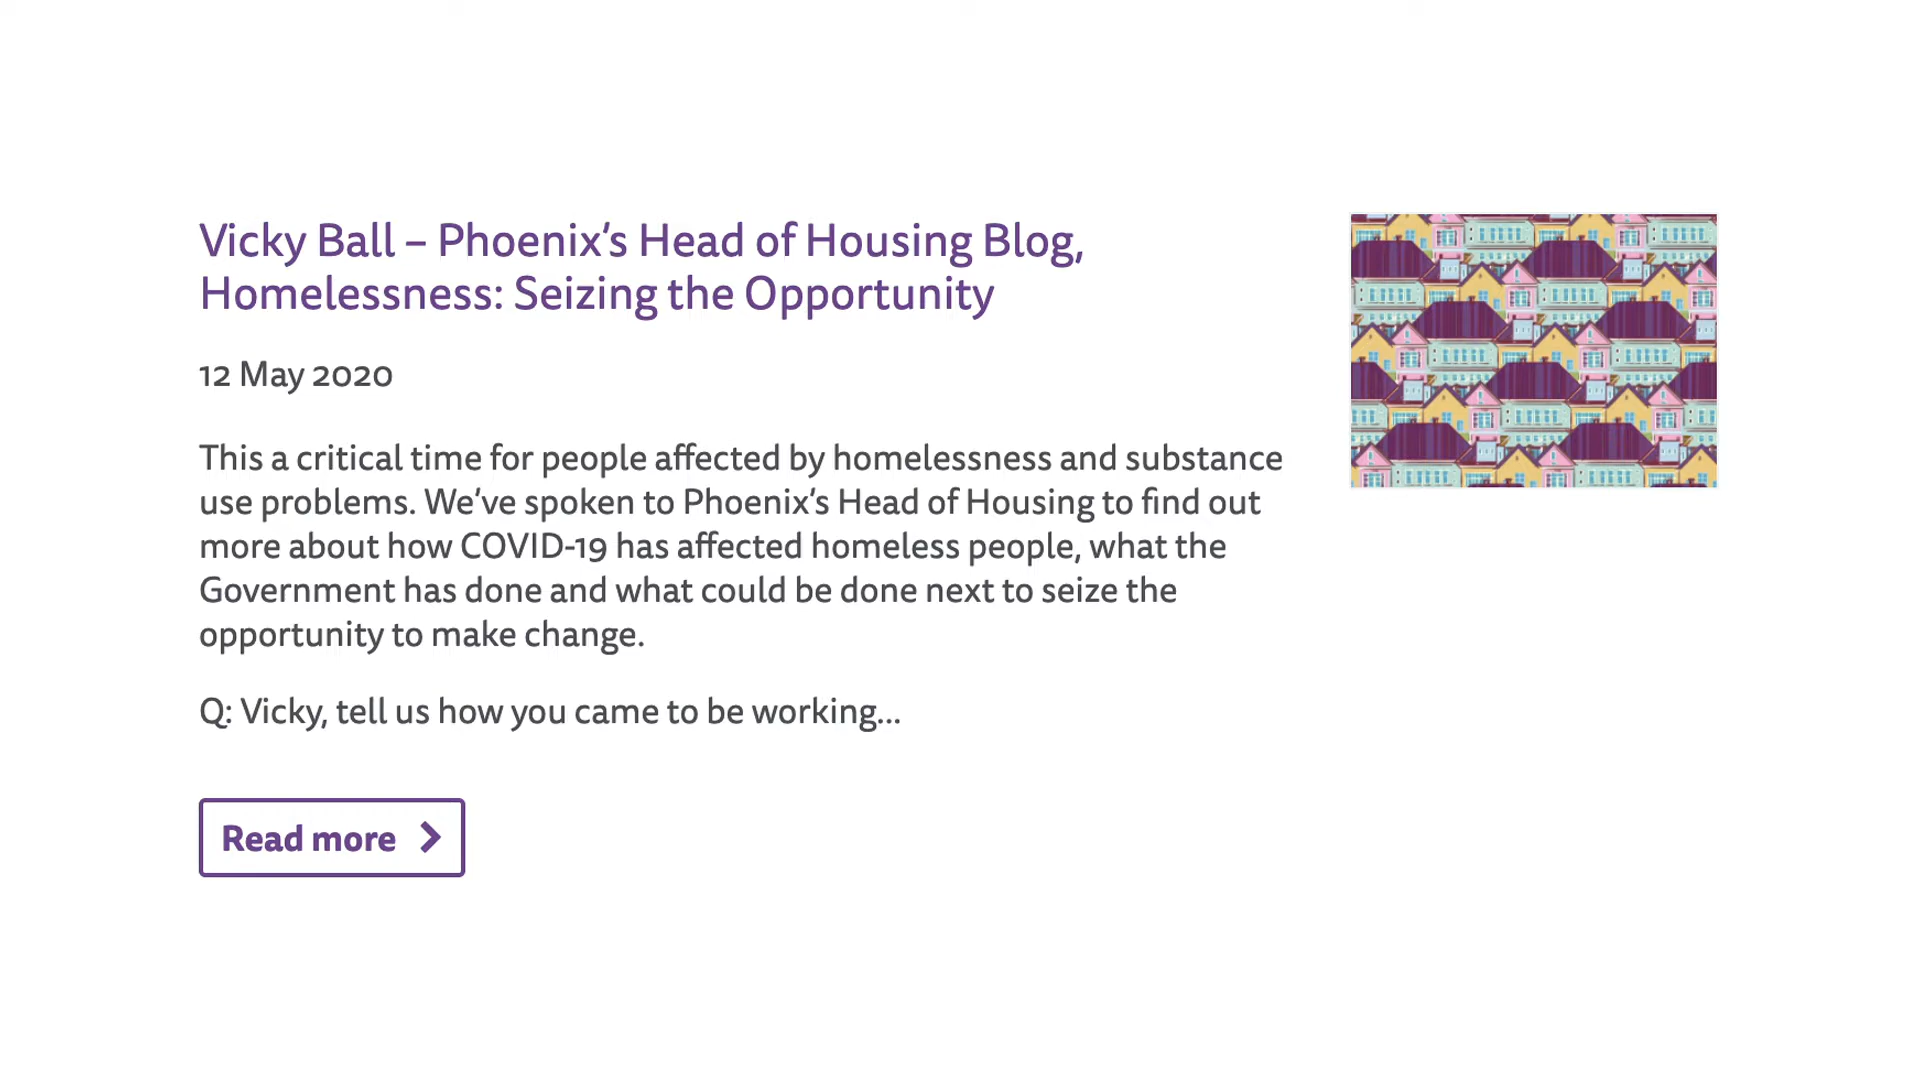 Vicky Ball – Phoenix’s Head of Housing Blog,
Homelessness: Seizing the Opportunity
12 May 2020
This a critical time for people affected by homelessness and substance
use problems. We’ve spoken to Phoenix’s Head of Housing to find out
more about how COVID-19 has affected homeless people, what the
Government has done and what could be done next to seize the
opportunity to make change.
Q: Vicky, tell us how you came to be working...
Read more